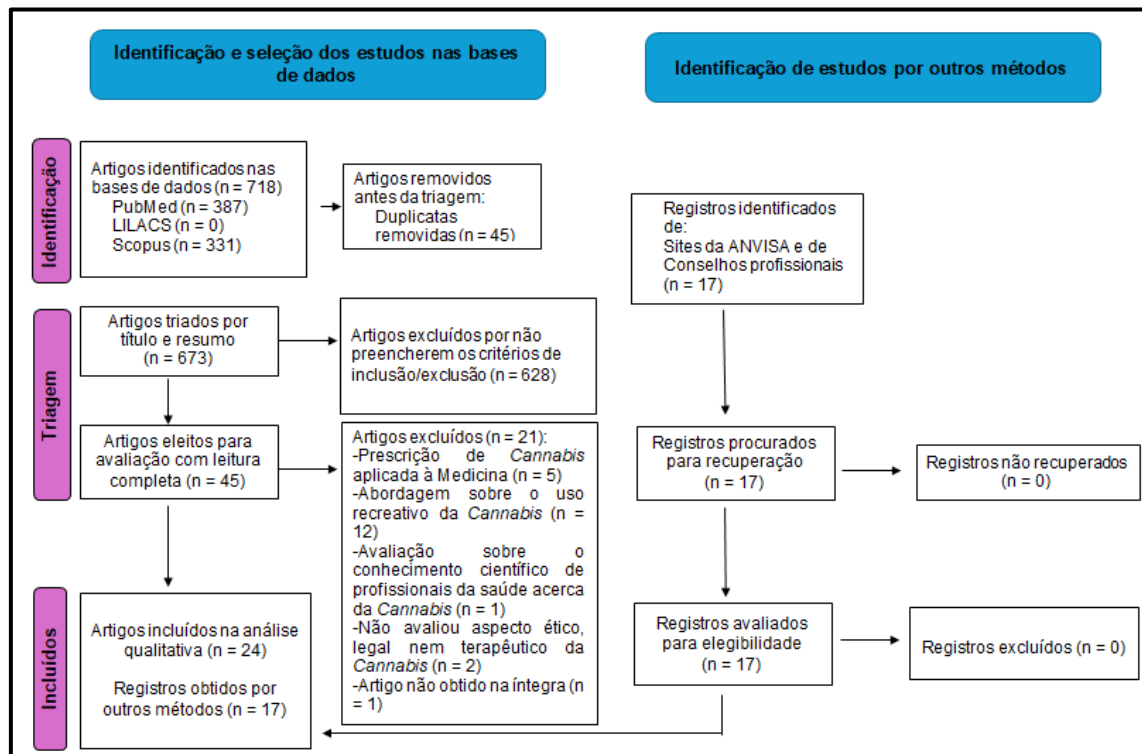 Identificação e seleção dos estudos nas bases
de dados
Identificação de estudos por outros métodos
Identificação
Artigos identificados nas
bases de dados (n = 718)
PubMed (n = 387)
LILACS (n = 0)
Scopus (n = 331)
Artigos removidos
antes da triagem:
Duplicatas
removidas (n = 45)
Registros identificados
de:
Sites da ANVISA e de
Conselhos profissionais
(n = 17)
Triagem
Artigos triados por
título e resumo
(n = 673)
Artigos excluídos por não
preencherem os critérios de
inclusão/exclusão (n = 628)
Artigos eleitos para
avaliação com leitura
completa (n = 45)
Artigos excluídos (n = 21):
-Prescrição de Cannabis
aplicada à Medicina (n = 5)
-Abordagem sobre o uso
recreativo da Cannabis (n =
12)
-Avaliação sobre o
conhecimento científico de
profissionais da saúde acerca
da Cannabis (n = 1)
-Não avaliou aspecto ético,
legal nem terapêutico da
Cannabis (n = 2)
-Artigo não obtido na íntegra (n
= 1)
Registros procurados
para recuperação
(n = 17)
Registros não recuperados
(n = 0)
Incluídos
Artigos incluídos na análise
qualitativa (n = 24)
Registros obtidos por
outros métodos (n = 17)
Registros avaliados
para elegibilidade
(n = 17)
Registros excluídos (n = 0)